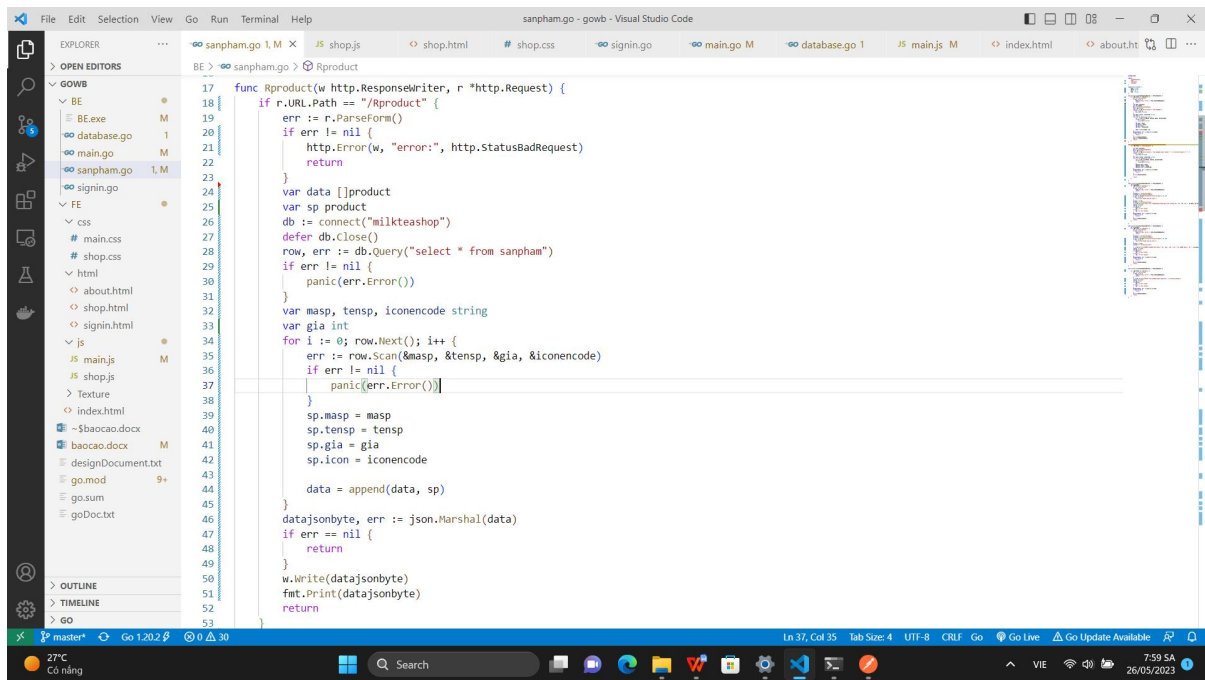 File Edit Selection View Go Run Terminal Help
sanpham.go - gowb - Visual Studio Code
EXPLORER
sanpham.go 1, M
shop.js
shop.html
shop.css
signin.go
main.go M
database.go 1
main.js M
index.html
about.ht
OPEN EDITORS
BE > sanpham.go > Rproduct
GOWB
BE
BE.exe M
database.go 1
main.go M
sanpham.go 1, M
signin.go
FE
css
main.css
shop.css
html
about.html
shop.html
signin.html
js
main.js M
shop.js
Texture
index.html
~$baocao.docx
baocao.docx M
designDocument.txt
go.mod 9+
go.sum
goDoc.txt
OUTLINE
TIMELINE
GO
17 func Rproduct(w http.ResponseWriter, r *http.Request) {
18 if r.URL.Path == "/Rproduct" {
19 err := r.ParseForm()
20 if err != nil {
21 http.Error(w, "error:", http.StatusBadRequest)
22 return
23 }
24 var data []product
25 var sp product
26 db := connect("milkteashop")
27 defer db.Close()
28 row, err := db.Query("select * from sanpham")
29 if err != nil {
30 panic(err.Error())
31 }
32 var masp, tensp, iconencode string
33 var gia int
34 for i := 0; row.Next(); i++ {
35 err := row.Scan(&masp, &tensp, &gia, &iconencode)
36 if err != nil {
37 panic(err.Error())
38 }
39 sp.masp = masp
40 sp.tensp = tensp
41 sp.gia = gia
42 sp.icon = iconencode
43
44 data = append(data, sp)
45 }
46 datajsonbyte, err := json.Marshal(data)
47 if err == nil {
48 return
49 }
50 w.Write(datajsonbyte)
51 fmt.Print(datajsonbyte)
52 return
53 }
master* Go 1.20.2 0 30
Ln 37, Col 35 Tab Size: 4 UTF-8 CRLF Go Go Live Go Update Available
27°C
Có nắng
Search
VIE
7:59 SA
26/05/2023
1